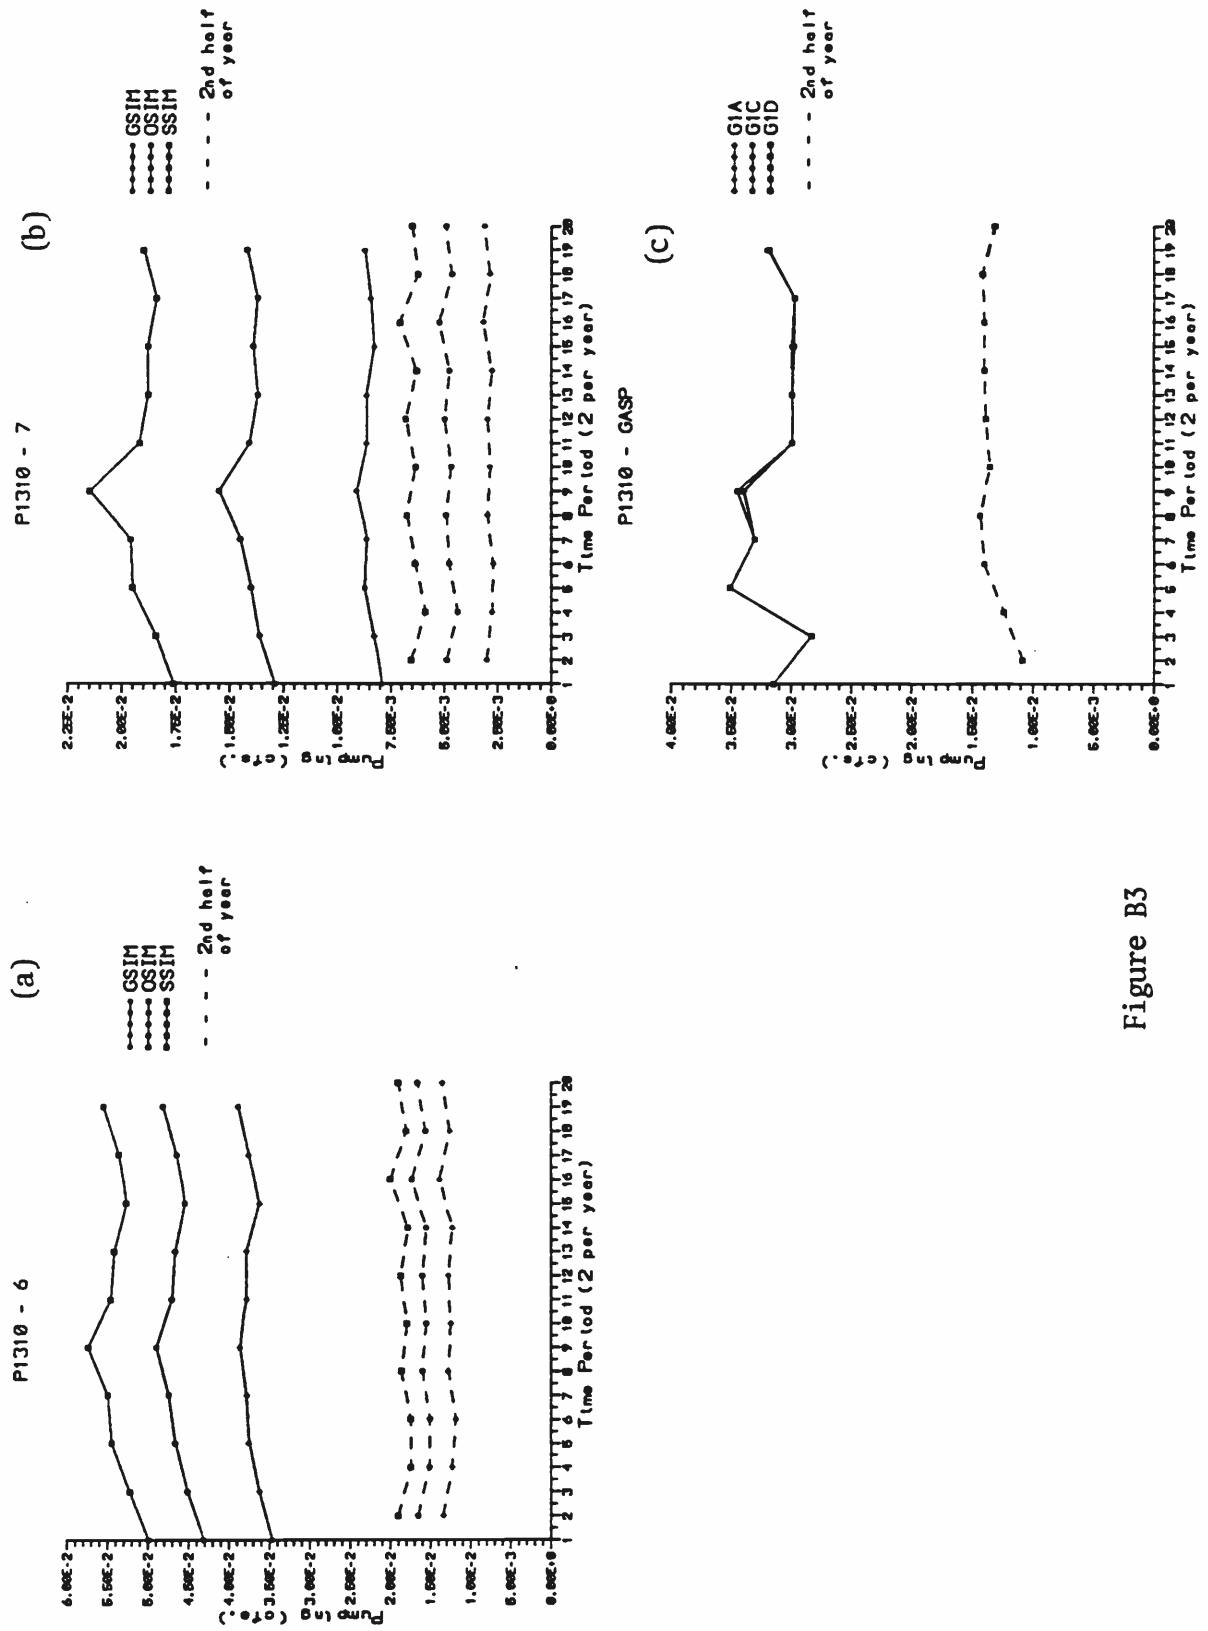 (a)
P1310 - 6
GSIM
OSIM
SSIM
2nd half
of year
6.00E-2
5.50E-2
5.00E-2
4.50E-2
4.00E-2
3.50E-2
3.00E-2
2.50E-2
2.00E-2
1.50E-2
1.00E-2
5.00E-3
0.00E+0
Pumping (cfs.)
1 2 3 4 5 6 7 8 9 10 11 12 13 14 15 16 17 18 19 20
Time Period (2 per year)
(b)
P1310 - 7
GSIM
OSIM
SSIM
2nd half
of year
2.25E-2
2.00E-2
1.75E-2
1.50E-2
1.25E-2
1.00E-2
7.50E-3
5.00E-3
2.50E-3
0.00E+0
Pumping (cfs.)
1 2 3 4 5 6 7 8 9 10 11 12 13 14 15 16 17 18 19 20
Time Period (2 per year)
(c)
P1310 - GASP
G1A
G1C
G1D
2nd half
of year
4.00E-2
3.50E-2
3.00E-2
2.50E-2
2.00E-2
1.50E-2
1.00E-2
5.00E-3
0.00E+0
Pumping (cfs.)
1 2 3 4 5 6 7 8 9 10 11 12 13 14 15 16 17 18 19 20
Time Period (2 per year)
Figure B3